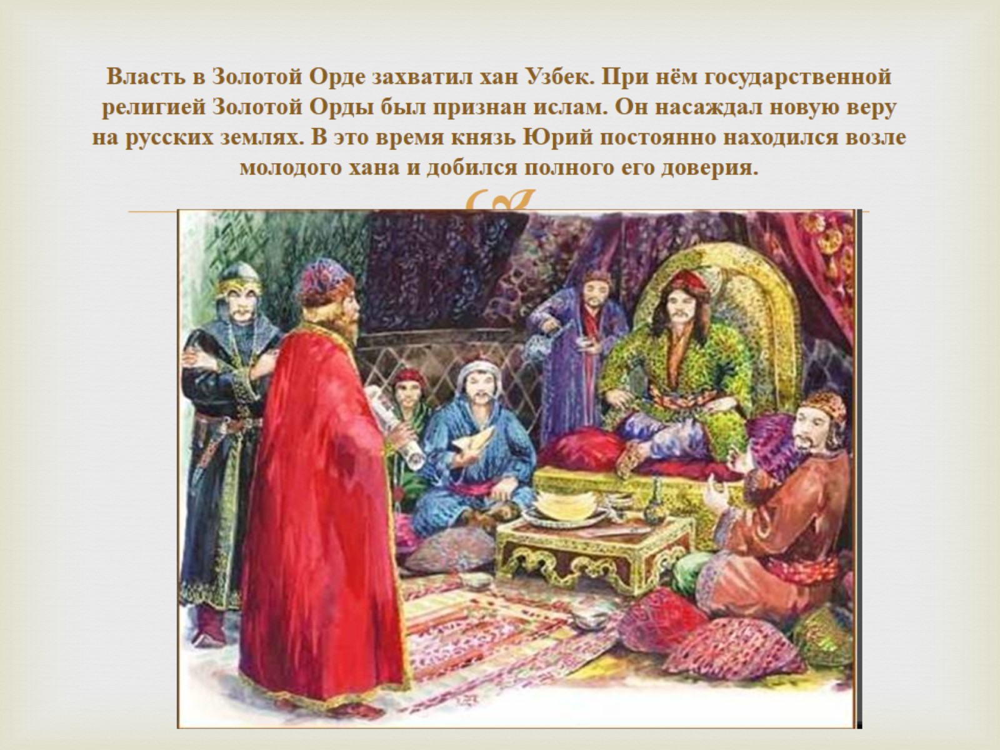 Власть в Золотой Орде захватил хан Узбек. При нём государственной
религией Золотой Орды был признан ислам. Он насаждал новую веру
на русских землях. В это время князь Юрий постоянно находился возле
молодого хана и добился полного его доверия.